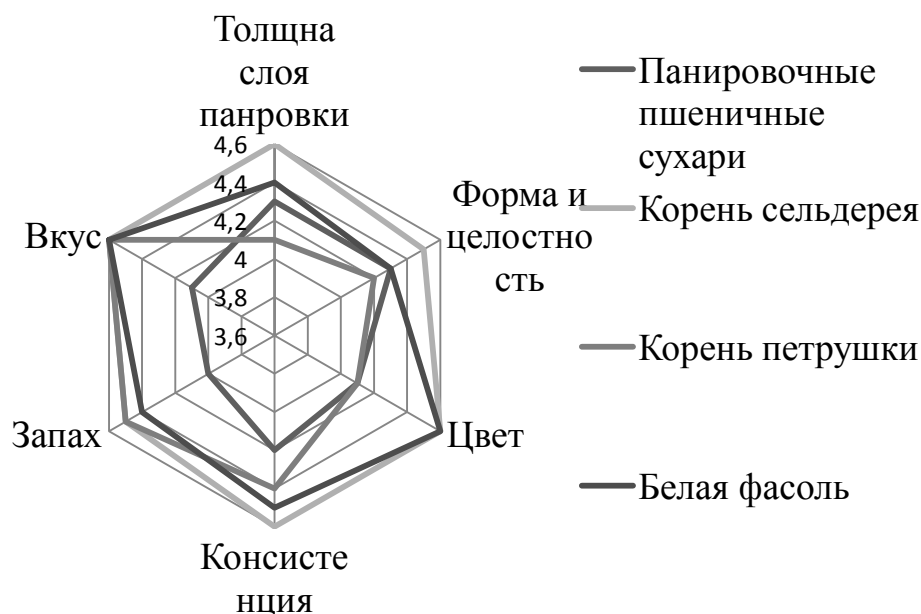 Толщна
слоя
панровки
4,6
4,4
4,2
4
3,8
3,6
Форма и
целостно
сть
Цвет
Консисте
нция
Запах
Вкус
Панировочные
пшеничные
сухари
Корень сельдерея
Корень петрушки
Белая фасоль